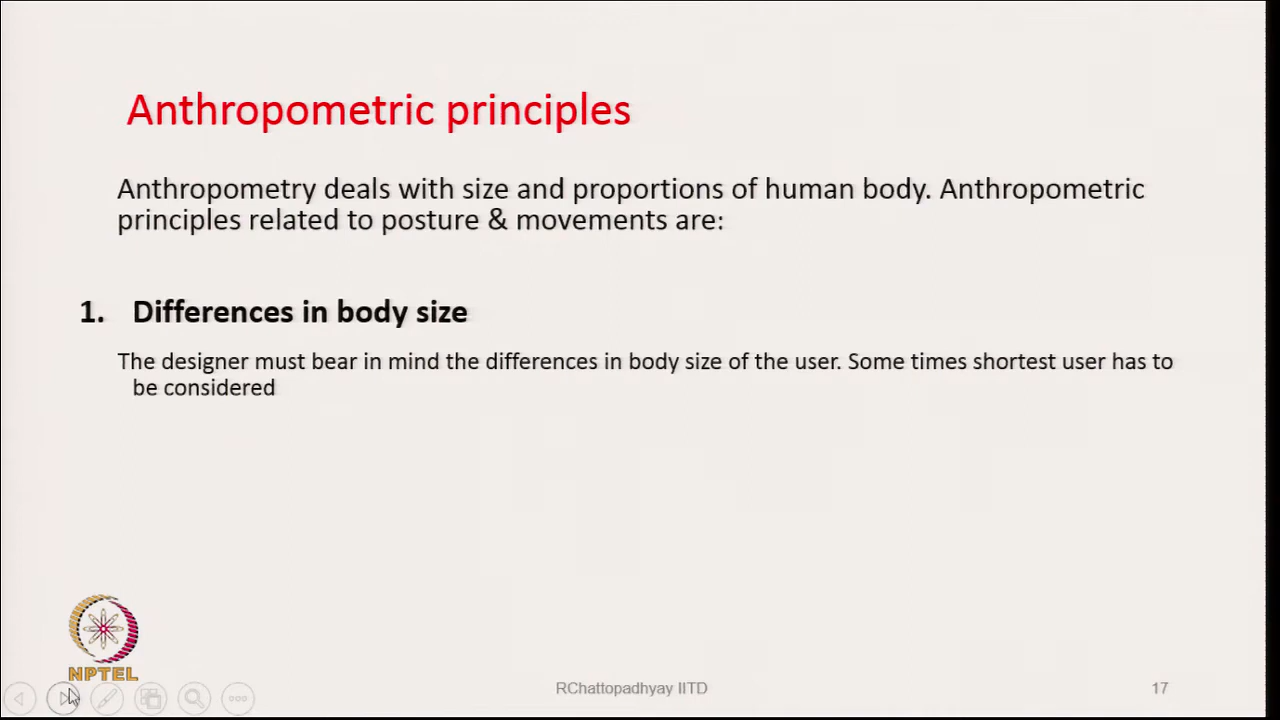 Anthropometric principles
Anthropometry deals with size and proportions of human body. Anthropometric
principles related to posture & movements are:
1. Differences in body size
The designer must bear in mind the differences in body size of the user. Some times shortest user has to
be considered
NPTEL
RChattopadhyay IITD
17